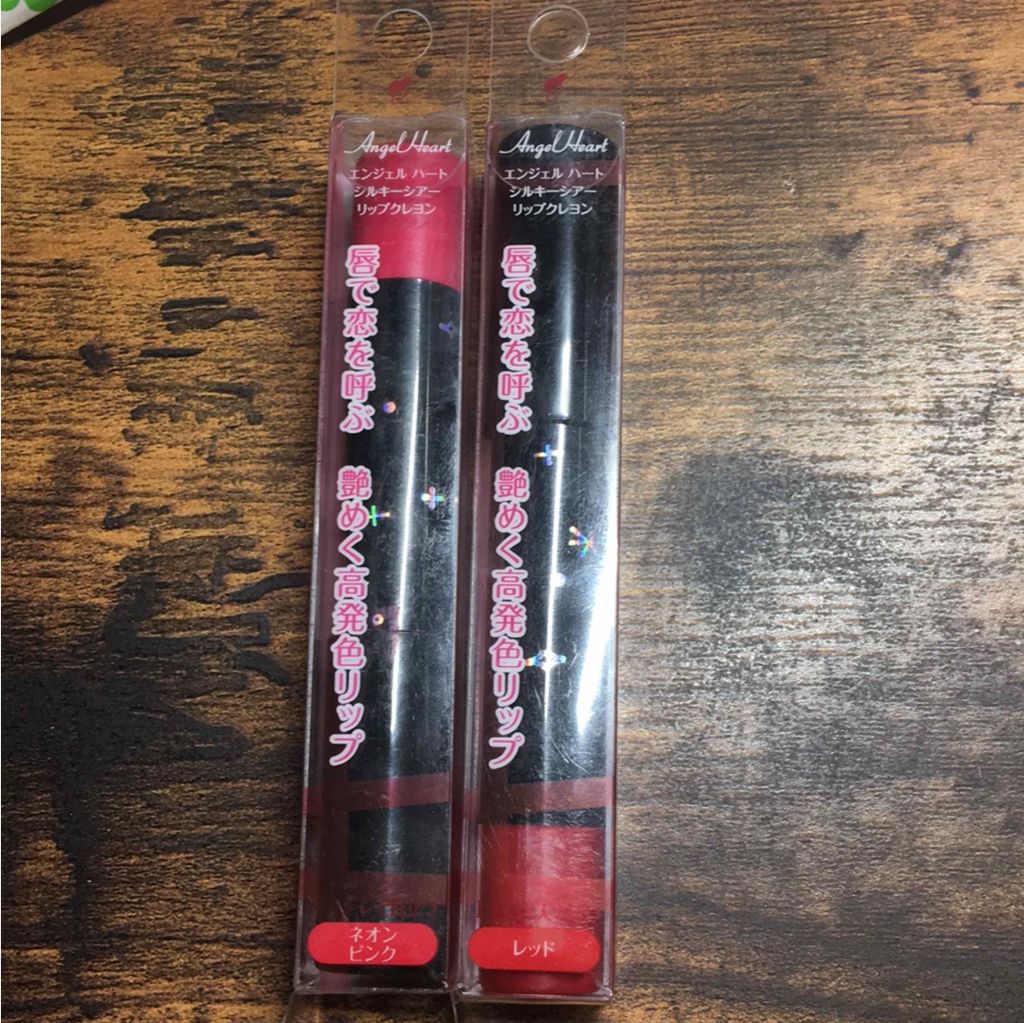 Angel Heart
エンジェル ハート
シルキーシアー
リップクレヨン
唇で恋を呼ぶ 艶めく高発色リップ
ネオン
ピンク
Angel Heart
エンジェル ハート
シルキーシアー
リップクレヨン
唇で恋を呼ぶ 艶めく高発色リップ
レッド